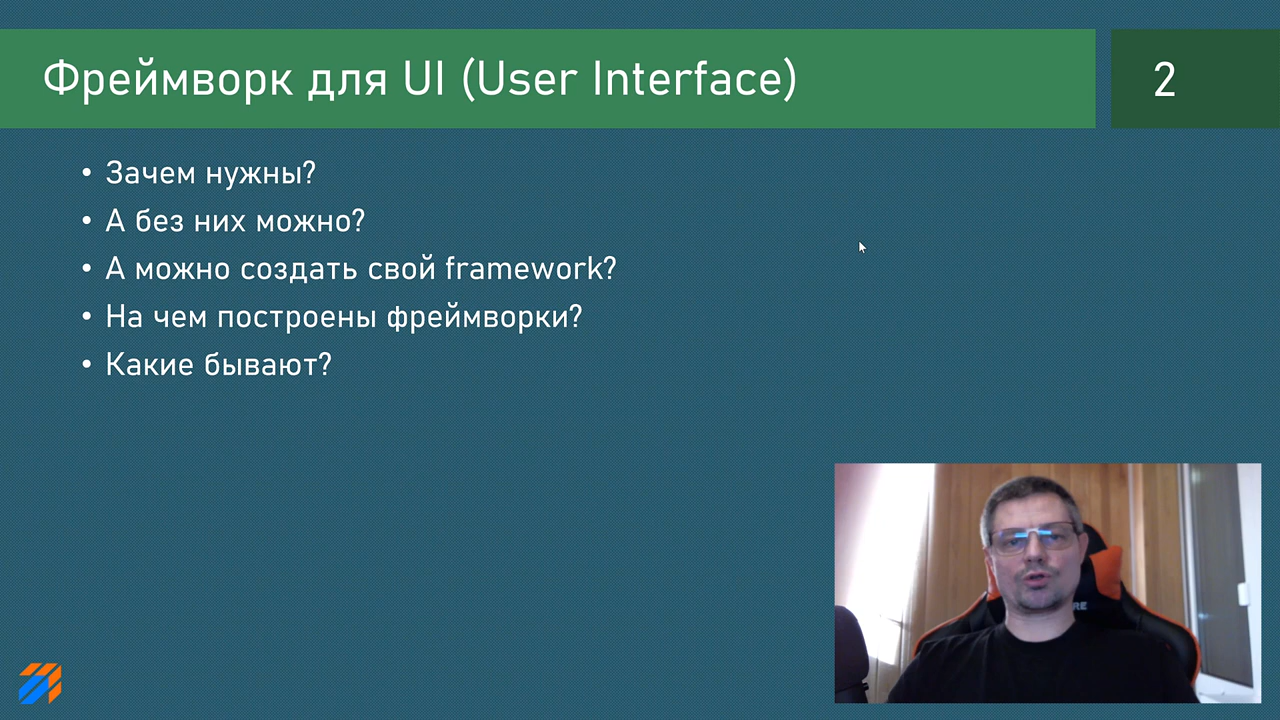 Фреймворк для UI (User Interface)
2
• Зачем нужны?
• А без них можно?
• А можно создать свой framework?
• На чем построены фреймворки?
• Какие бывают?
RE